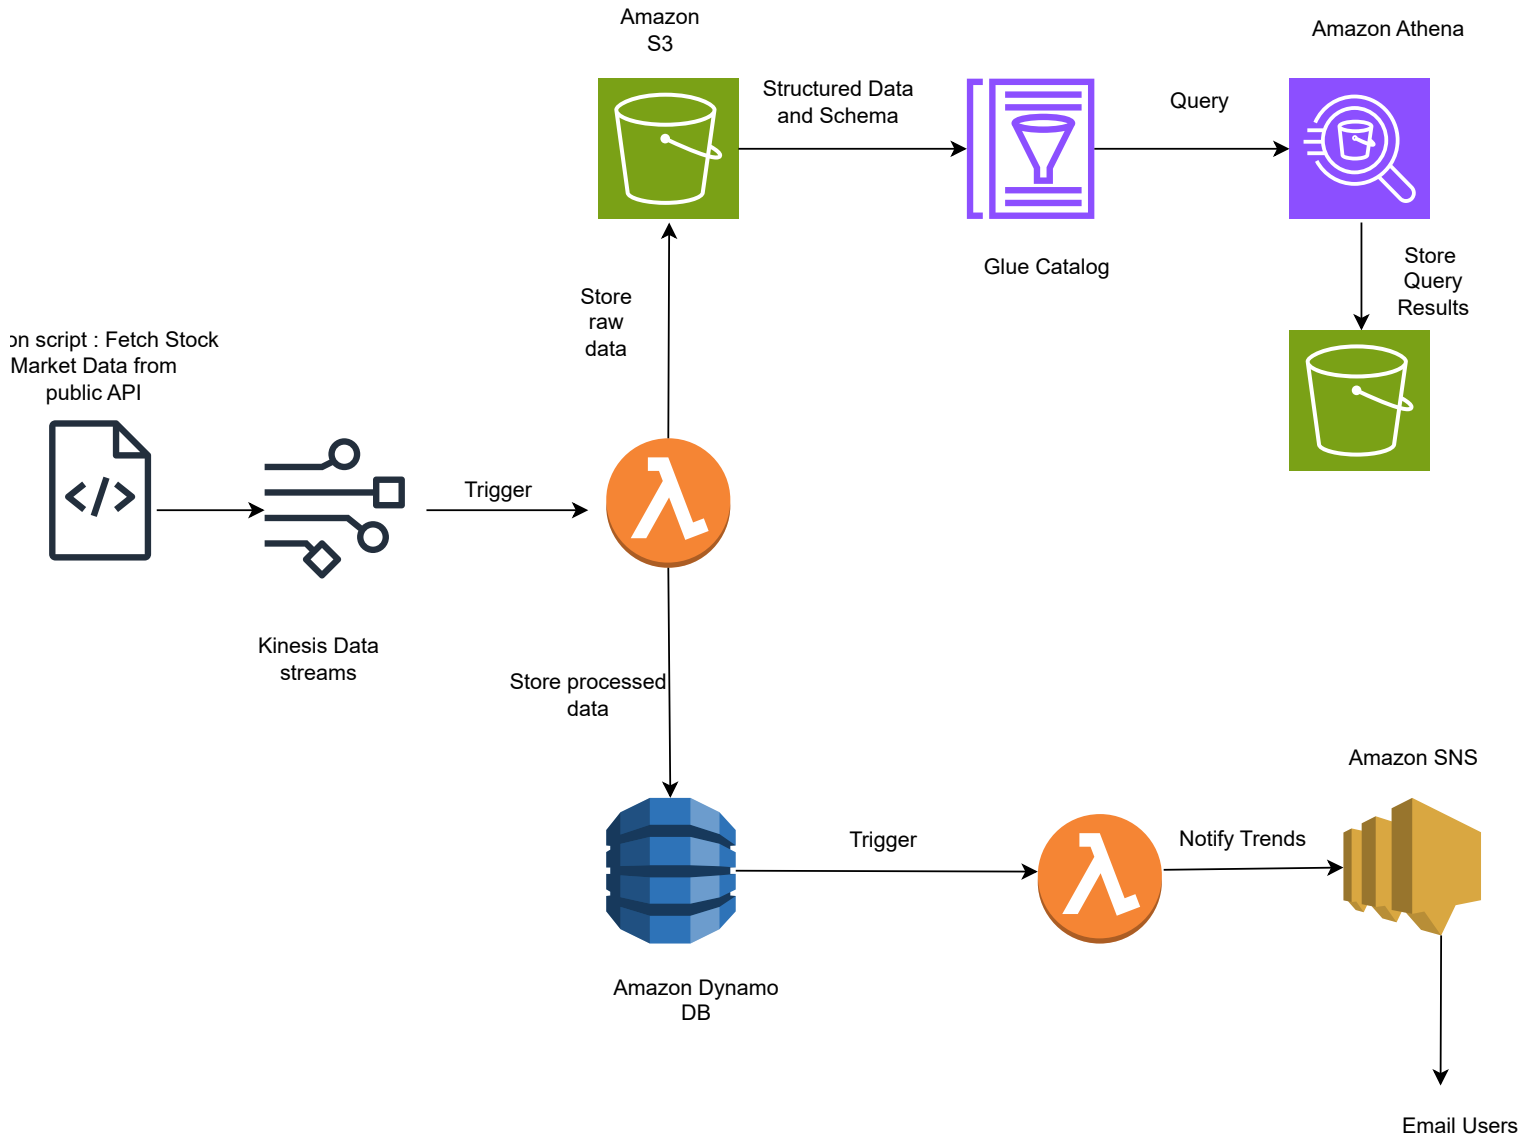 Amazon
S3
Amazon Athena
Structured Data
and Schema
Query
Glue Catalog
Store
Query
Results
Store
raw
data
on script : Fetch Stock
Market Data from
public API
Trigger
Kinesis Data
streams
Store processed
data
Amazon SNS
Trigger
Notify Trends
Amazon Dynamo
DB
Email Users